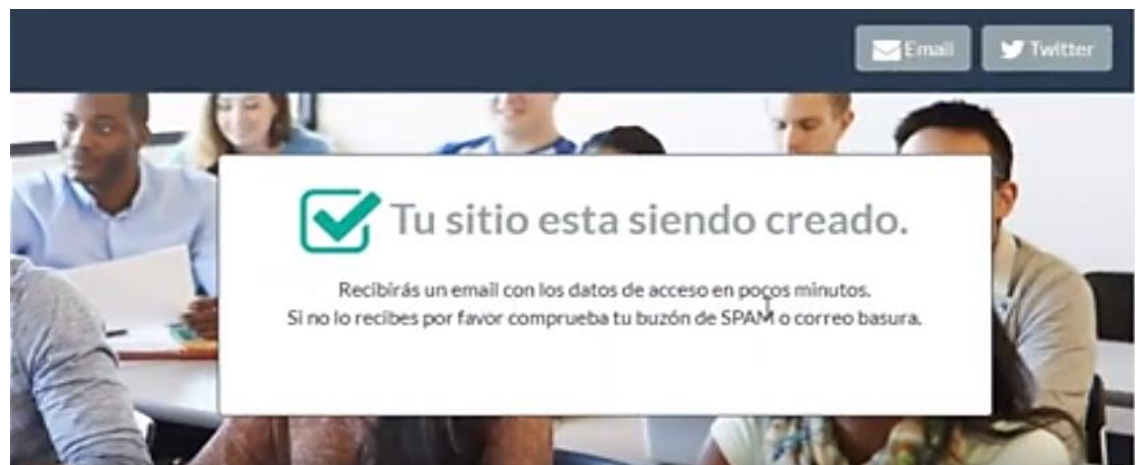 Email
Twitter
Tu sitio esta siendo creado.
Recibirás un email con los datos de acceso en pocos minutos.
Si no lo recibes por favor comprueba tu buzón de SPAM o correo basura.